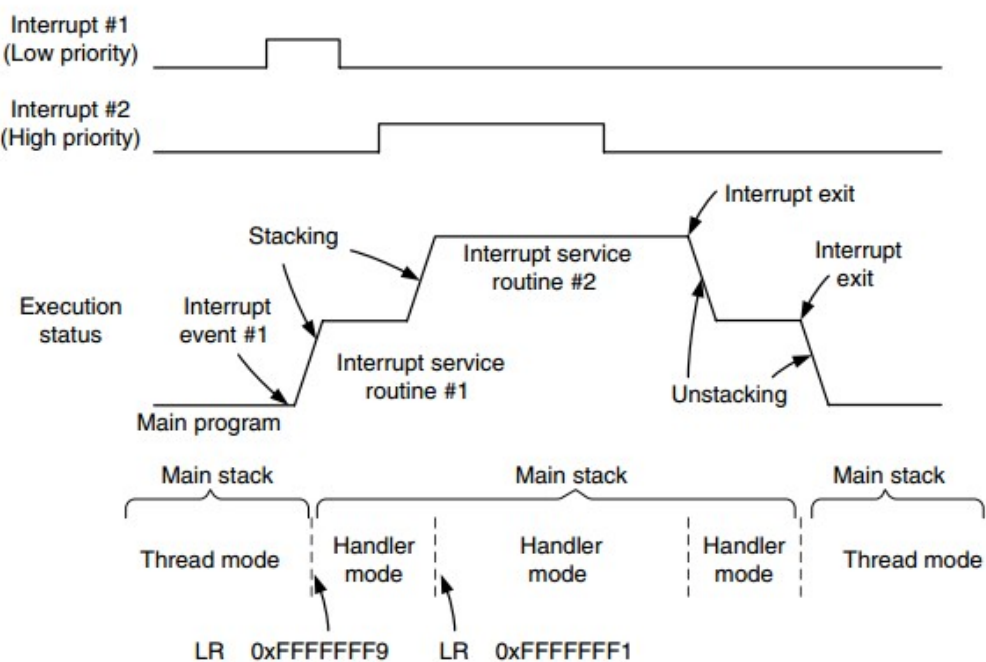 Interrupt #1
(Low priority)
Interrupt #2
(High priority)
Interrupt exit
Stacking
Interrupt service
routine #2
Interrupt
exit
Execution
status
Interrupt
event #1
Interrupt service
routine #1
Unstacking
Main program
Main stack
Main stack
Main stack
Thread mode
Handler
mode
Handler
mode
Handler
mode
Thread mode
LR 0xFFFFFFF9
LR 0xFFFFFFF1